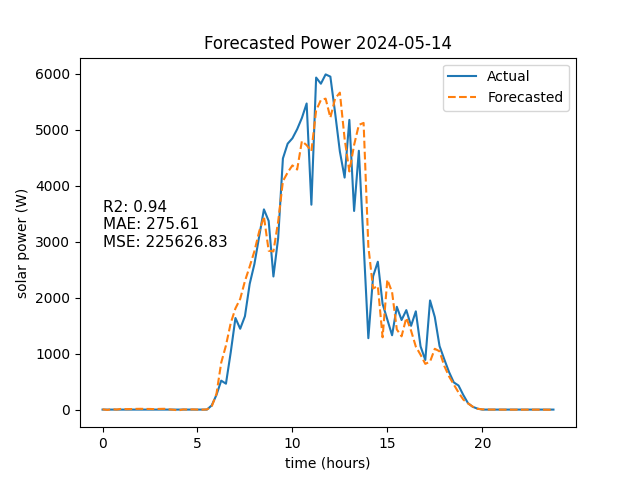 Forecasted Power 2024-05-14
Actual
Forecasted
R2: 0.94
MAE: 275.61
MSE: 225626.83
solar power (W)
6000
5000
4000
3000
2000
1000
0
0 5 10 15 20
time (hours)